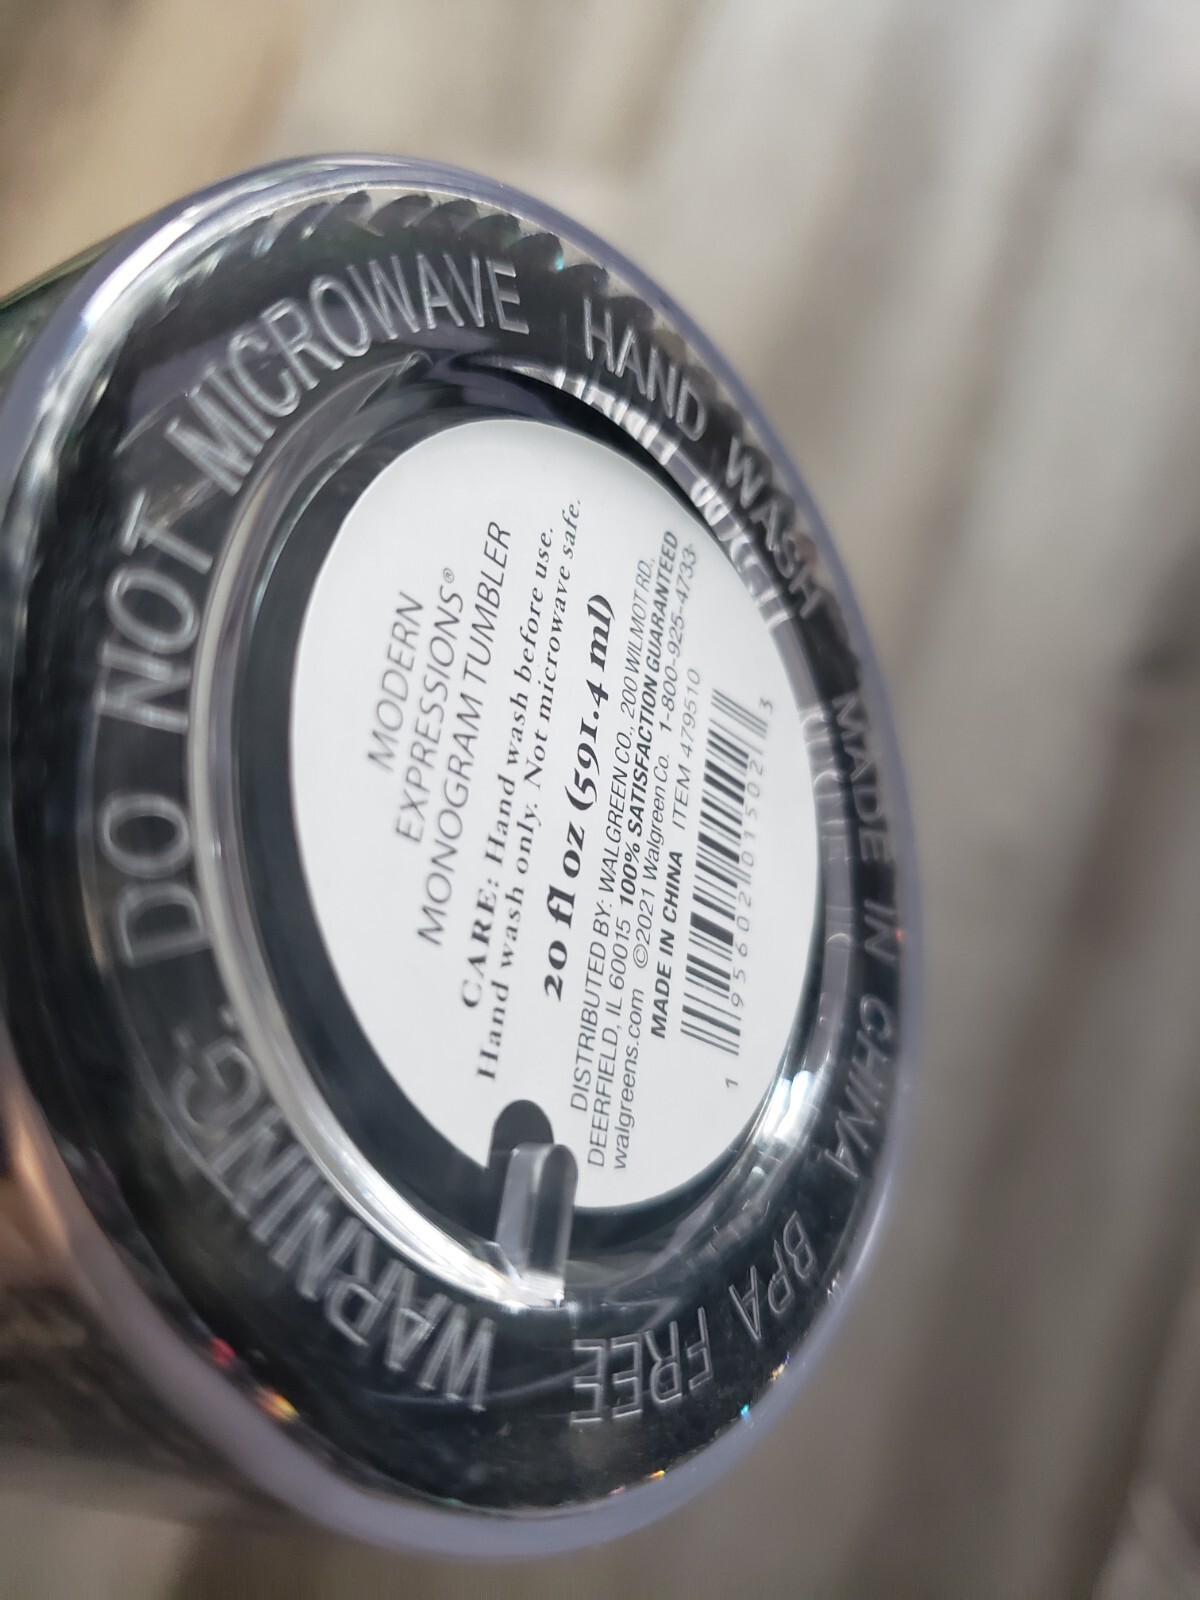 WARNING: DO NOT MICROWAVE
HAND WASH
MADE IN CHINA
BPA FREE
MODERN
EXPRESSIONS®
MONOGRAM TUMBLER
CARE: Hand wash before use.
Hand wash only. Not microwave safe.
20 fl oz (591.4 ml)
DISTRIBUTED BY: WALGREEN CO., 200 WILMOT RD.,
DEERFIELD, IL 60015 100% SATISFACTION GUARANTEED
walgreens.com ©2021 Walgreen Co. 1-800-925-4733
MADE IN CHINA ITEM 479510
1 95602 01502 3